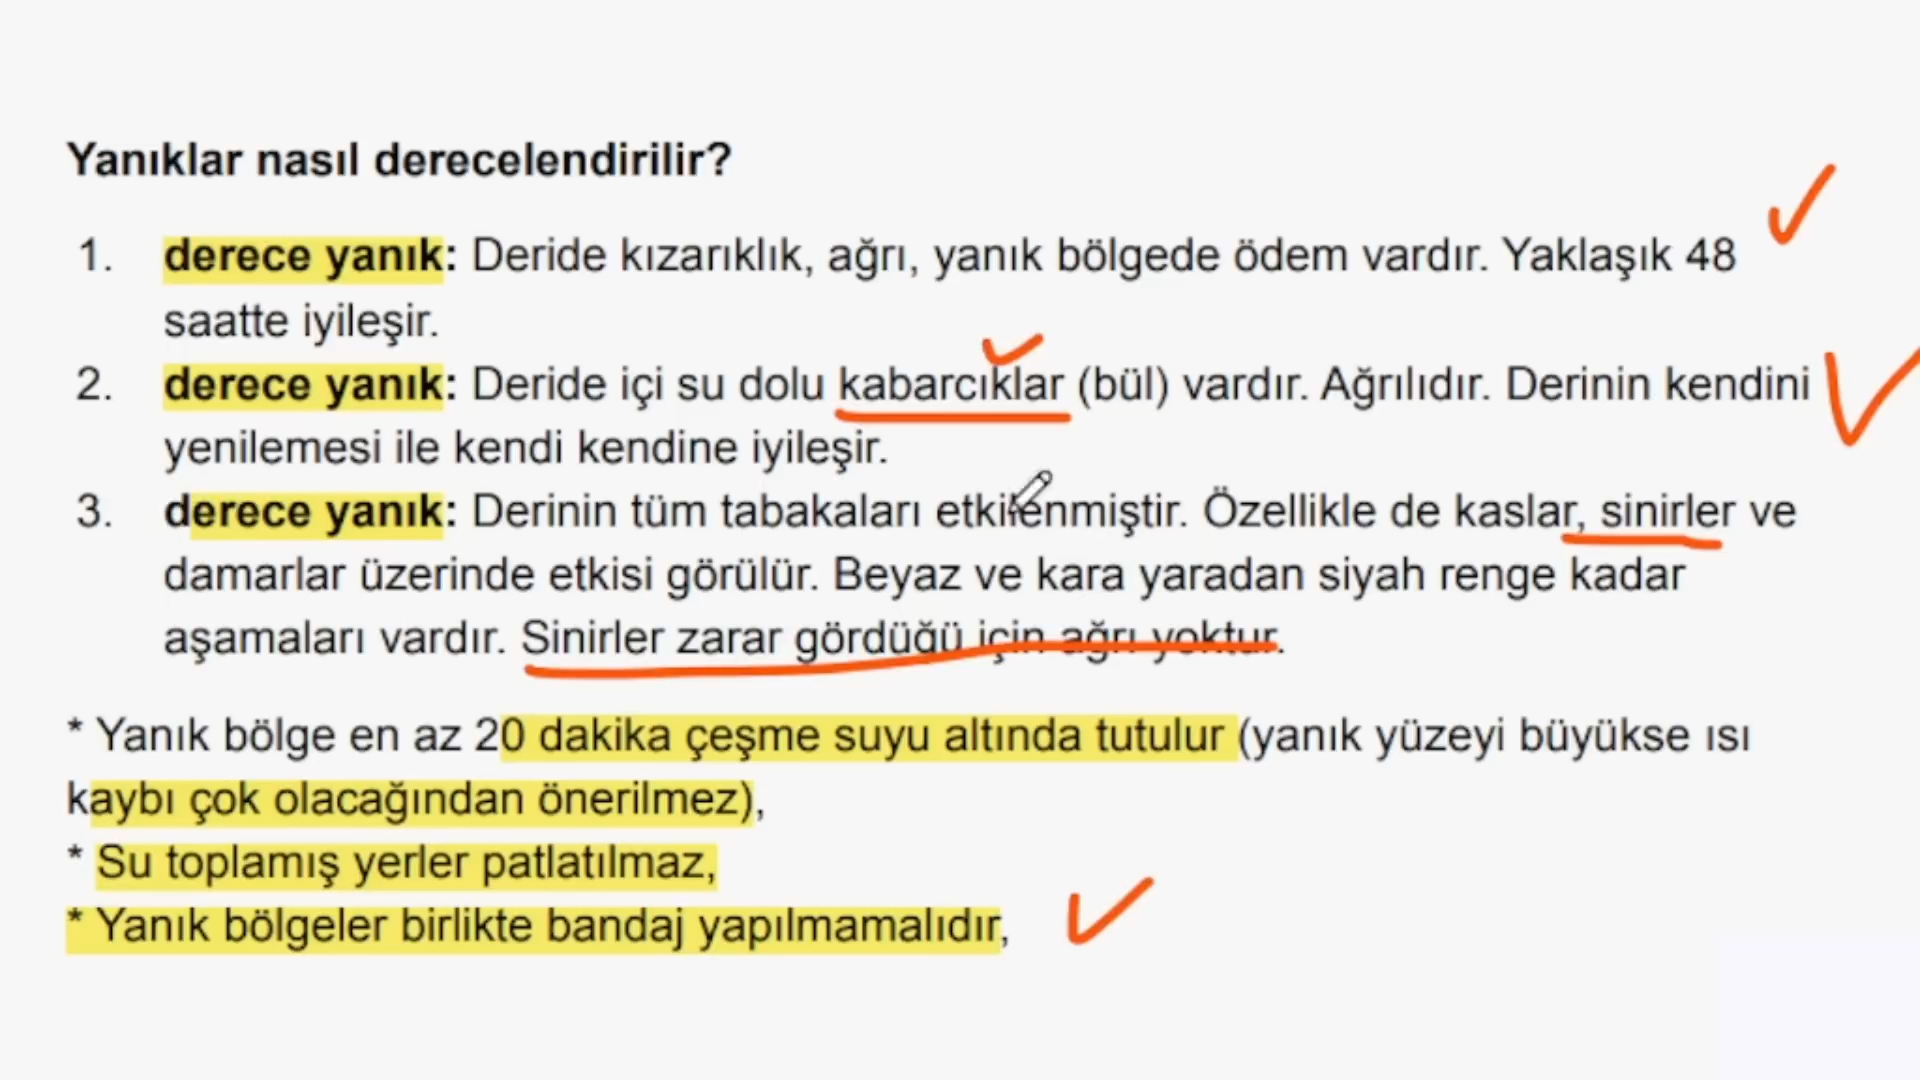 Yanıklar nasıl derecelendirilir?
1. derece yanık: Deride kızarıklık, ağrı, yanık bölgede ödem vardır. Yaklaşık 48
saatte iyileşir.
2. derece yanık: Deride içi su dolu kabarcıklar (bül) vardır. Ağrılıdır. Derinin kendini
yenilemesi ile kendi kendine iyileşir.
3. derece yanık: Derinin tüm tabakaları etkilenmiştir. Özellikle de kaslar, sinirler ve
damarlar üzerinde etkisi görülür. Beyaz ve kara yaradan siyah renge kadar
aşamaları vardır. Sinirler zarar gördüğü için ağrı yoktur.
* Yanık bölge en az 20 dakika çeşme suyu altında tutulur (yanık yüzeyi büyükse ısı
kaybı çok olacağından önerilmez),
* Su toplamış yerler patlatılmaz,
* Yanık bölgeler birlikte bandaj yapılmamalıdır,